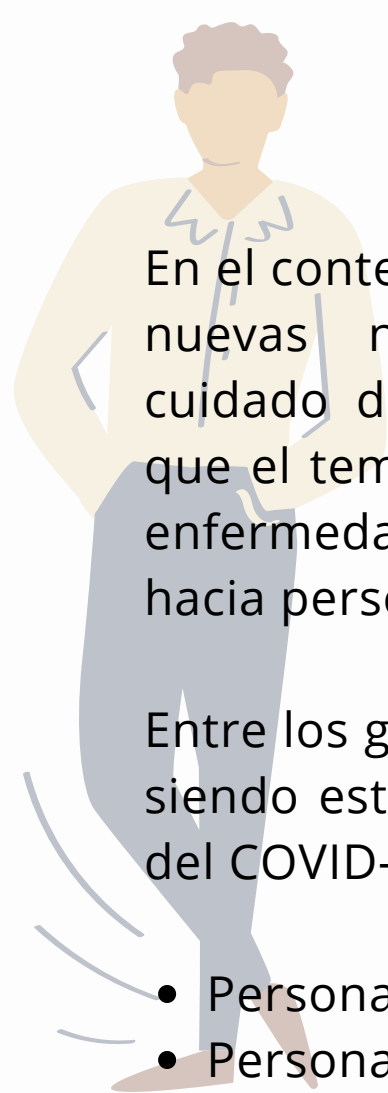 En el conte
nuevas n
cuidado d
que el tem
enfermeda
hacia perso
Entre los g
siendo est
del COVID-
• Persona
• Persona